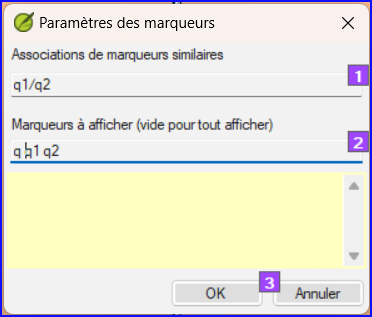 Paramètres des marqueurs
Associations de marqueurs similaires
q1/q2
1
Marqueurs à afficher (vide pour tout afficher)
q q1 q2
2
3
OK
Annuler